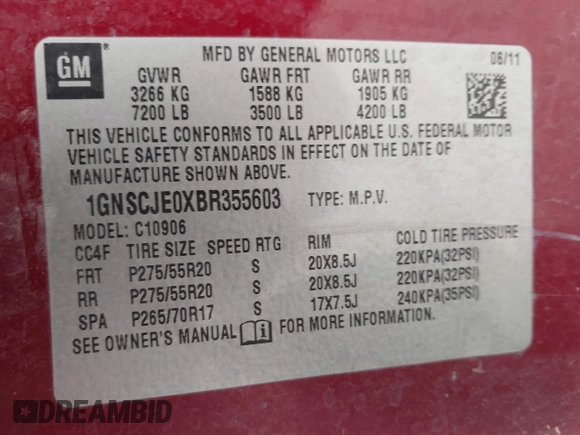 GM
MFD BY GENERAL MOTORS LLC 06/11
GVWR GAWR FRT GAWR RR
3266 KG 1588 KG 1905 KG
7200 LB 3500 LB 4200 LB
THIS VEHICLE CONFORMS TO ALL APPLICABLE U.S. FEDERAL MOTOR
VEHICLE SAFETY STANDARDS IN EFFECT ON THE DATE OF
MANUFACTURE SHOWN ABOVE.
1GNSCJE0XBR355603 TYPE: M.P.V.
MODEL: C10906
CC4F TIRE SIZE SPEED RTG RIM COLD TIRE PRESSURE
FRT P275/55R20 S 20X8.5J 220KPA(32PSI)
RR P275/55R20 S 20X8.5J 220KPA(32PSI)
SPA P265/70R17 S 17X7.5J 240KPA(35PSI)
SEE OWNER'S MANUAL i FOR MORE INFORMATION.
DREAMBID